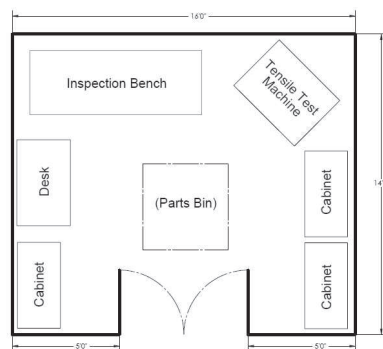 16'0"
Inspection Bench
Tensile Test
Machine
Desk
(Parts Bin)
Cabinet
14'
Cabinet
Cabinet
5'0"
5'0"